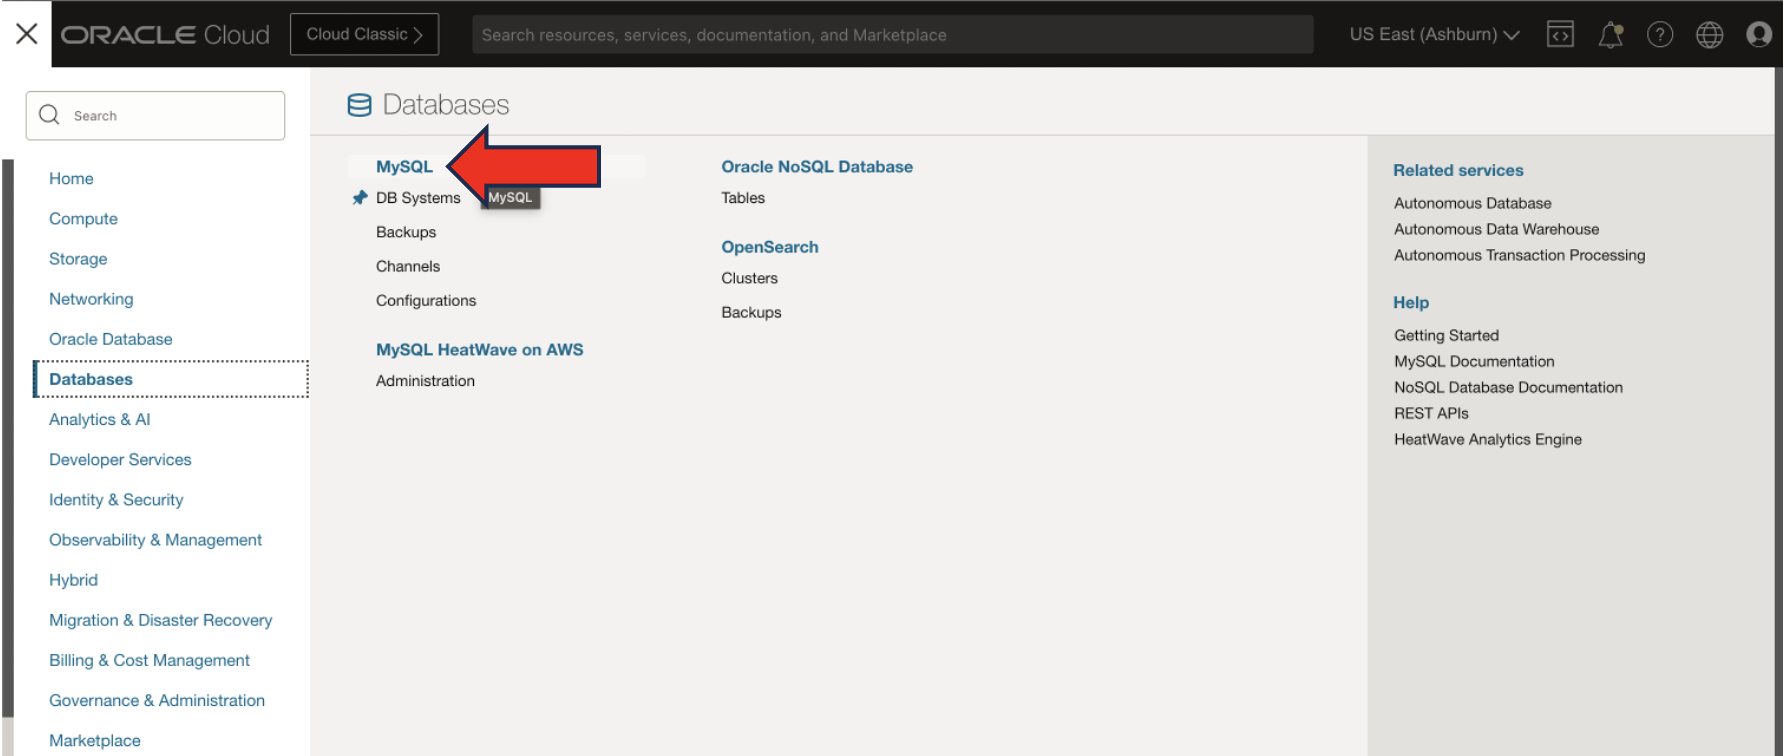 ORACLE Cloud
Cloud Classic
Search resources, services, documentation, and Marketplace
US East (Ashburn)
Search
Home
Compute
Storage
Networking
Oracle Database
Databases
Analytics & AI
Developer Services
Identity & Security
Observability & Management
Hybrid
Migration & Disaster Recovery
Billing & Cost Management
Governance & Administration
Marketplace
Databases
MySQL
DB Systems
MySQL
Backups
Channels
Configurations
MySQL HeatWave on AWS
Administration
Oracle NoSQL Database
Tables
OpenSearch
Clusters
Backups
Related services
Autonomous Database
Autonomous Data Warehouse
Autonomous Transaction Processing
Help
Getting Started
MySQL Documentation
NoSQL Database Documentation
REST APIs
HeatWave Analytics Engine